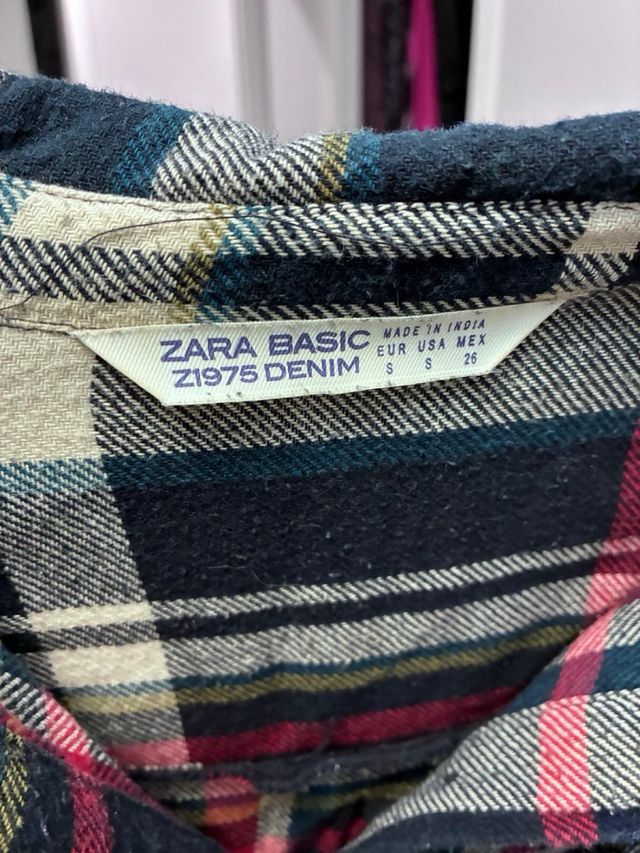 ZARA BASIC
Z1975 DENIM
MADE IN INDIA
EUR USA MEX
S S 26